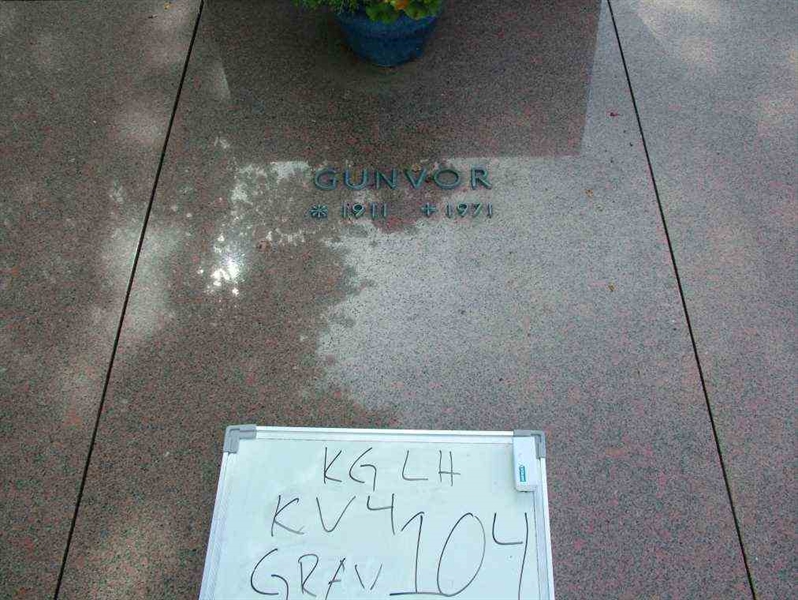 GUNVOR
* 1911 + 1971
KG LH
KV4
GRAV 104